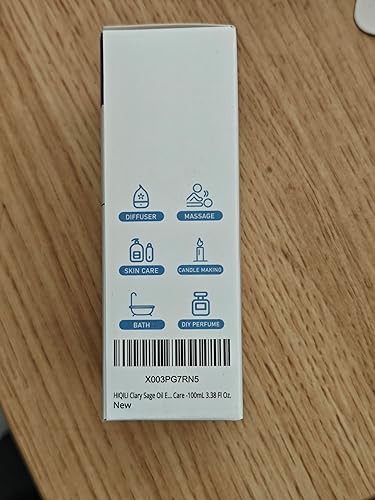 DIFFUSER MASSAGE
SKIN CARE CANDLE MAKING
BATH DIY PERFUME
X003PG7RN5
HIQILI Clary Sage Oil E... Care -100mL 3.38 Fl Oz.
New